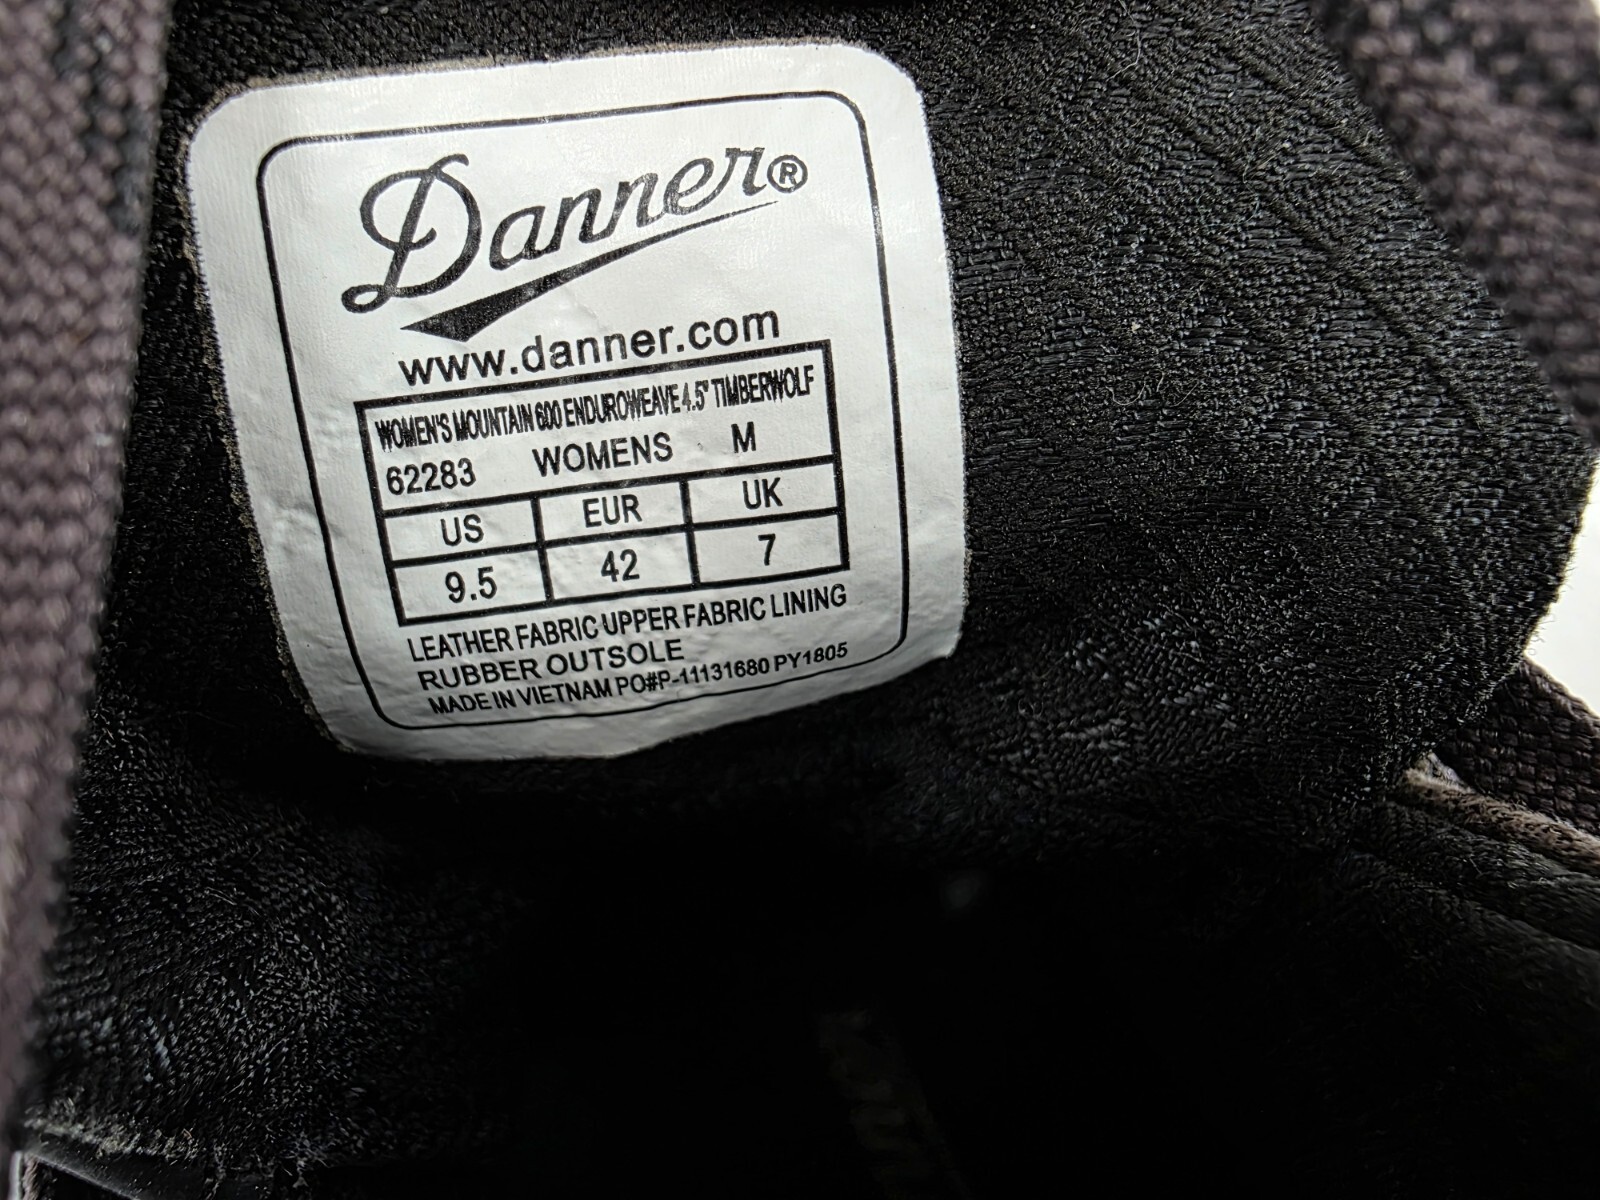 Danner®
www.danner.com
WOMEN'S MOUNTAIN 600 ENDUROWEAVE 4.5" TIMBERWOLF
62283 WOMENS M
US EUR UK
9.5 42 7
LEATHER FABRIC UPPER FABRIC LINING
RUBBER OUTSOLE
MADE IN VIETNAM PO#P-11131680 PY1805